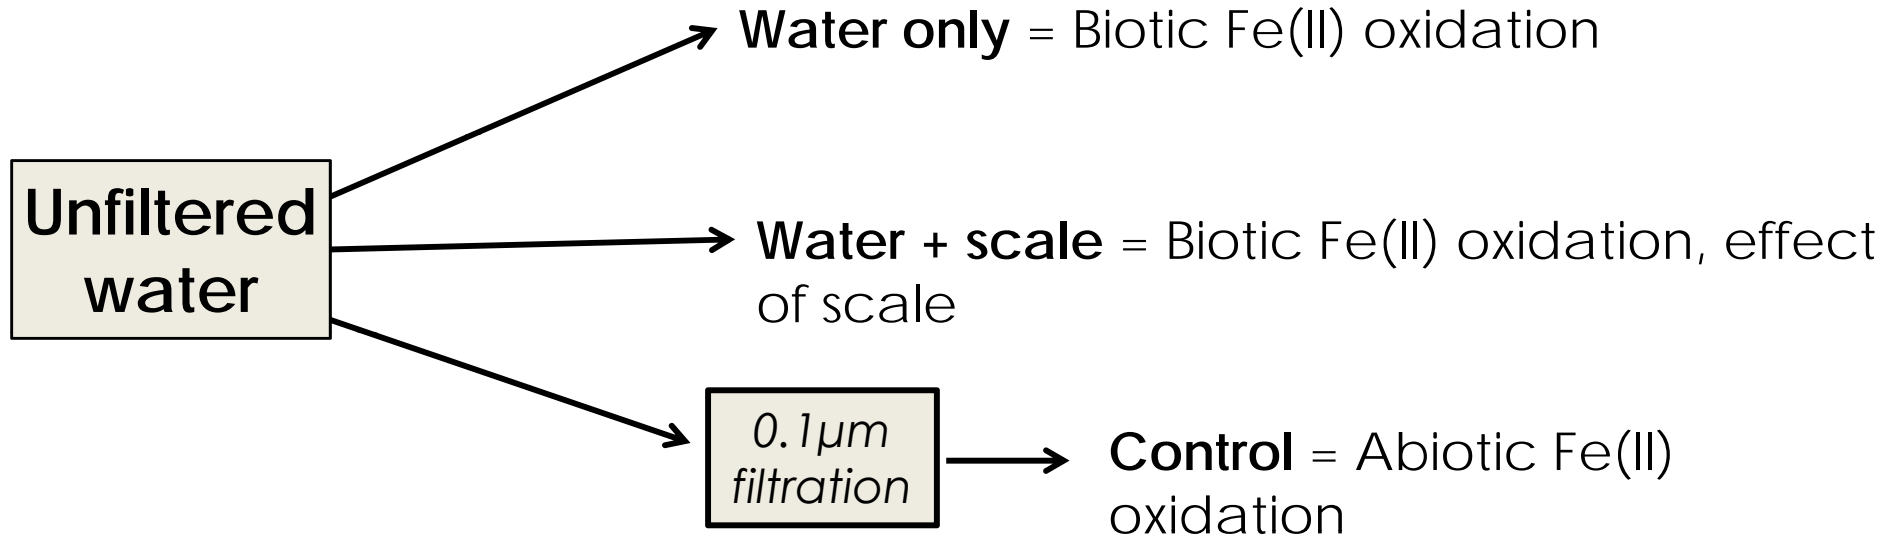 Water only = Biotic Fe(II) oxidation
Unfiltered
water
Water + scale = Biotic Fe(II) oxidation, effect
of scale
0.1µm
filtration
Control = Abiotic Fe(II)
oxidation